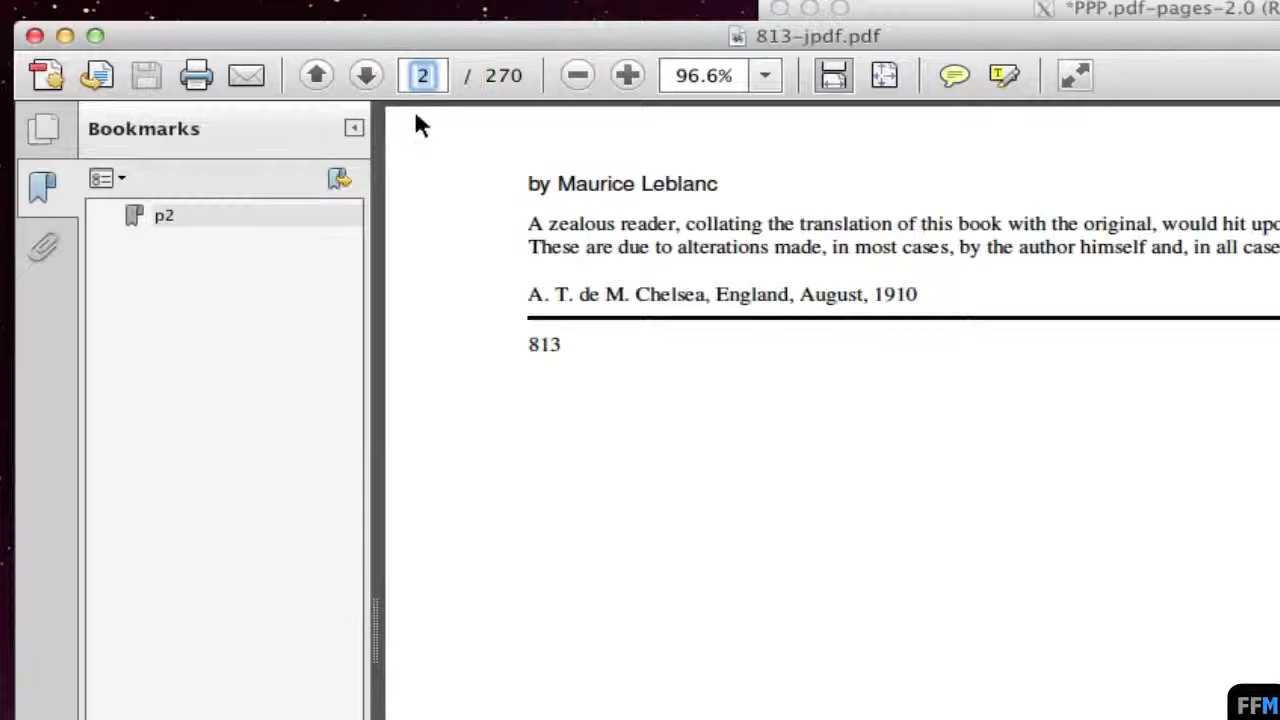 *PPP.pdf-pages-2.0 (R
813-jpdf.pdf
2 / 270
96.6%
Bookmarks
p2
by Maurice Leblanc
A zealous reader, collating the translation of this book with the original, would hit upo
These are due to alterations made, in most cases, by the author himself and, in all case
A. T. de M. Chelsea, England, August, 1910
813
FFM